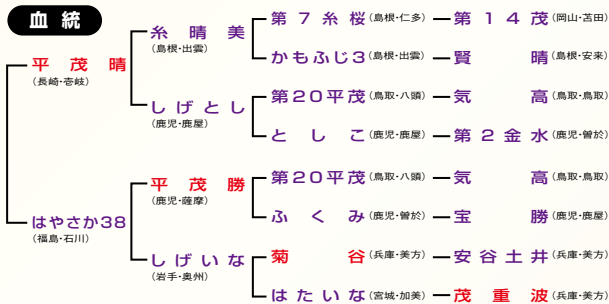 血統
平茂晴
(長崎・壱岐)
糸晴美
(島根・出雲)
第7糸桜(島根・仁多)
第14茂(岡山・苫田)
かもふじ3(島根・出雲)
賢晴(島根・安来)
しげとし
(鹿児・鹿屋)
第20平茂(鳥取・八頭)
気高(鳥取・鳥取)
としこ(鹿児・鹿屋)
第2金水(鹿児・曽於)
はやさか38
(福島・石川)
平茂勝
(鹿児・薩摩)
第20平茂(鳥取・八頭)
気高(鳥取・鳥取)
ふくみ(鹿児・曽於)
宝勝(鹿児・鹿屋)
しげいな
(岩手・奥州)
菊谷(兵庫・美方)
安谷土井(兵庫・美方)
はたいな(宮城・加美)
茂重波(兵庫・美方)